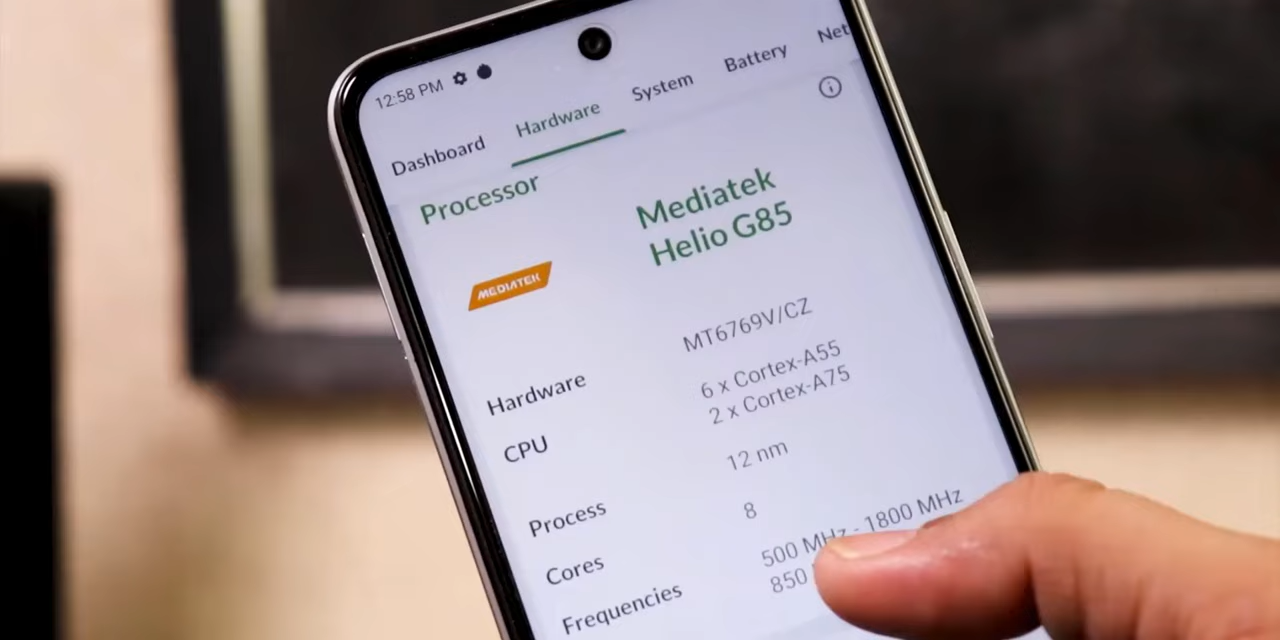 12:58 PM
Dashboard Hardware System Battery Net
Processor
Mediatek
Helio G85
MEDIATEK
Hardware MT6769V/CZ
CPU 6 x Cortex-A55
2 x Cortex-A75
Process 12 nm
Cores 8
Frequencies 500 MHz - 1800 MHz
850